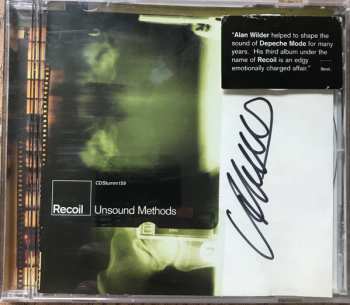 "Alan Wilder helped to shape the
sound of Depeche Mode for many
years. His third album under the
name of Recoil is an edgy
emotionally charged affair."
CDStumm159
Recoil
Unsound Methods